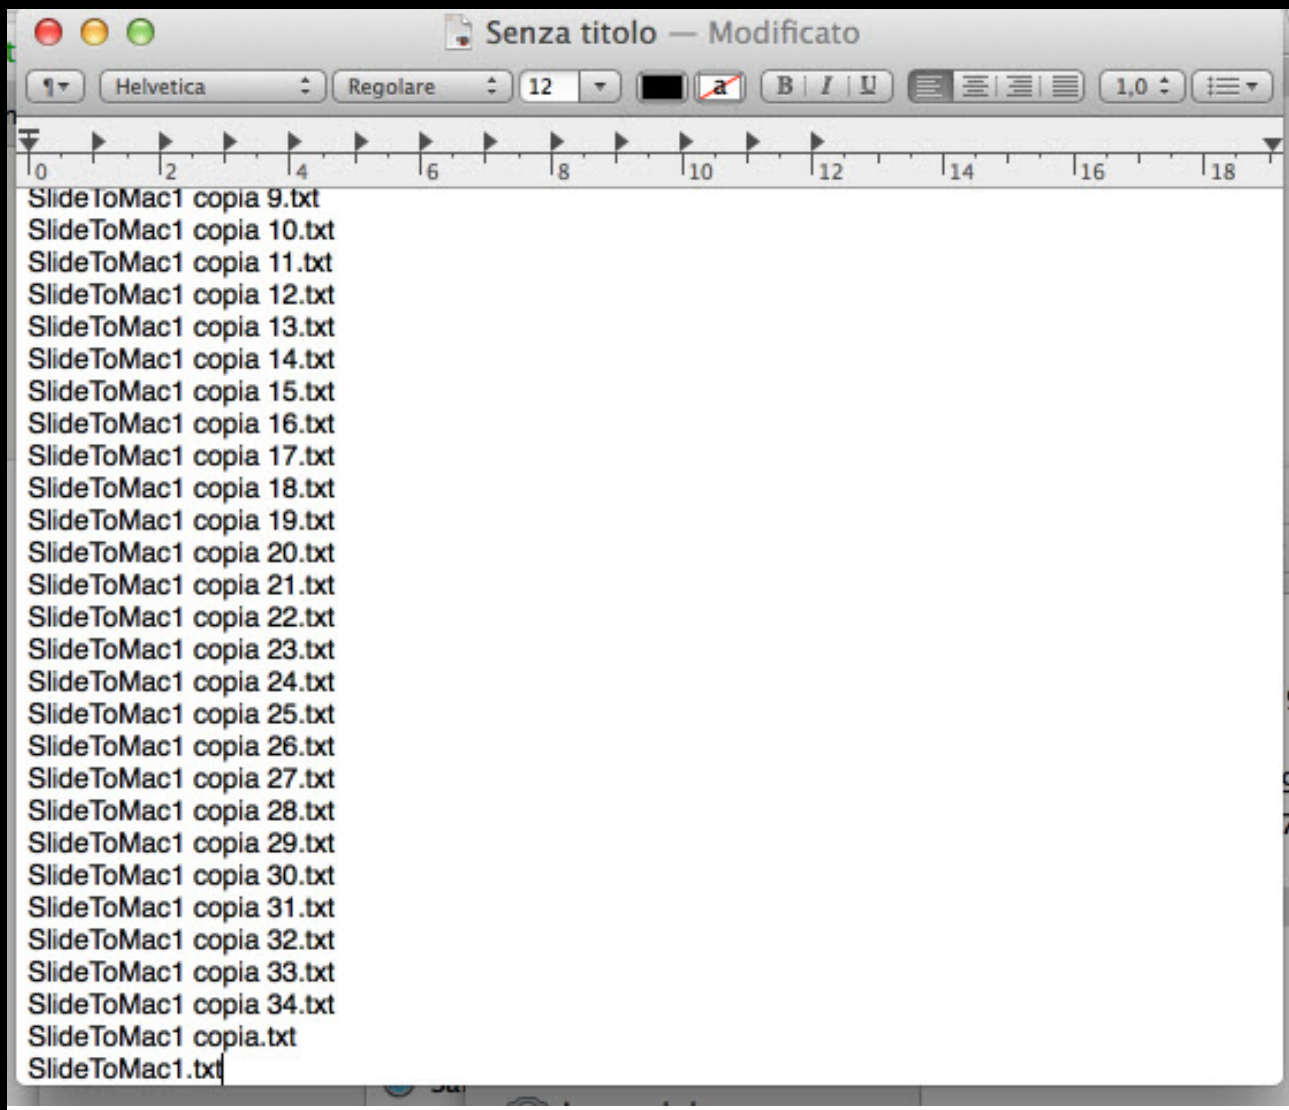 Senza titolo — Modificato
¶ Helvetica Regolare 12 a B I U 1,0
0 2 4 6 8 10 12 14 16 18
SlideToMac1 copia 9.txt
SlideToMac1 copia 10.txt
SlideToMac1 copia 11.txt
SlideToMac1 copia 12.txt
SlideToMac1 copia 13.txt
SlideToMac1 copia 14.txt
SlideToMac1 copia 15.txt
SlideToMac1 copia 16.txt
SlideToMac1 copia 17.txt
SlideToMac1 copia 18.txt
SlideToMac1 copia 19.txt
SlideToMac1 copia 20.txt
SlideToMac1 copia 21.txt
SlideToMac1 copia 22.txt
SlideToMac1 copia 23.txt
SlideToMac1 copia 24.txt
SlideToMac1 copia 25.txt
SlideToMac1 copia 26.txt
SlideToMac1 copia 27.txt
SlideToMac1 copia 28.txt
SlideToMac1 copia 29.txt
SlideToMac1 copia 30.txt
SlideToMac1 copia 31.txt
SlideToMac1 copia 32.txt
SlideToMac1 copia 33.txt
SlideToMac1 copia 34.txt
SlideToMac1 copia.txt
SlideToMac1.txt